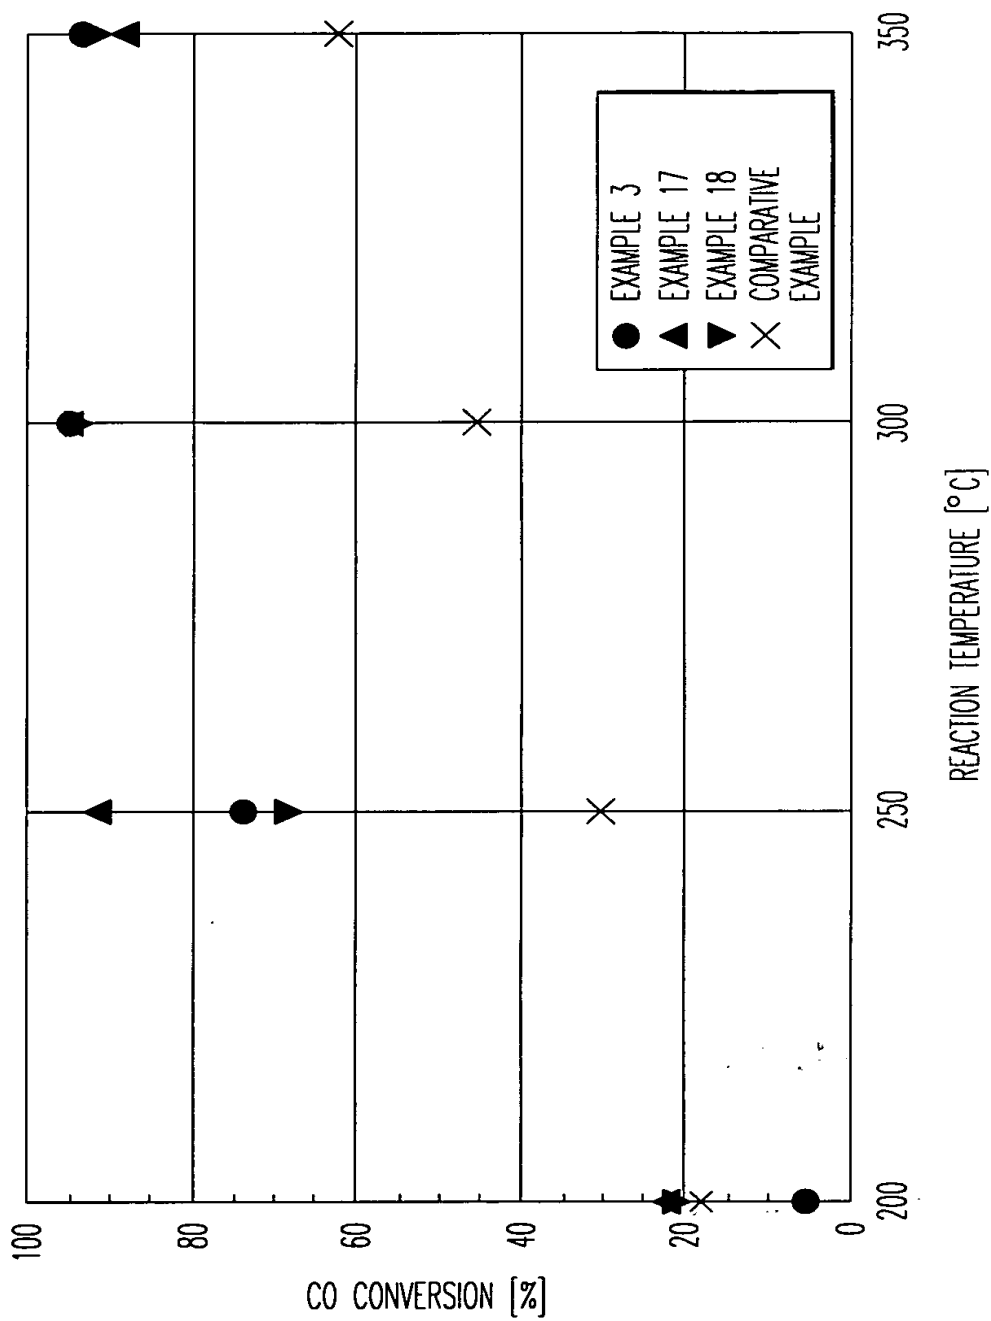 CO CONVERSION [%]
100
80
60
40
20
0
200
250
300
350
REACTION TEMPERATURE [°C]
EXAMPLE 3
EXAMPLE 17
EXAMPLE 18
COMPARATIVE
EXAMPLE